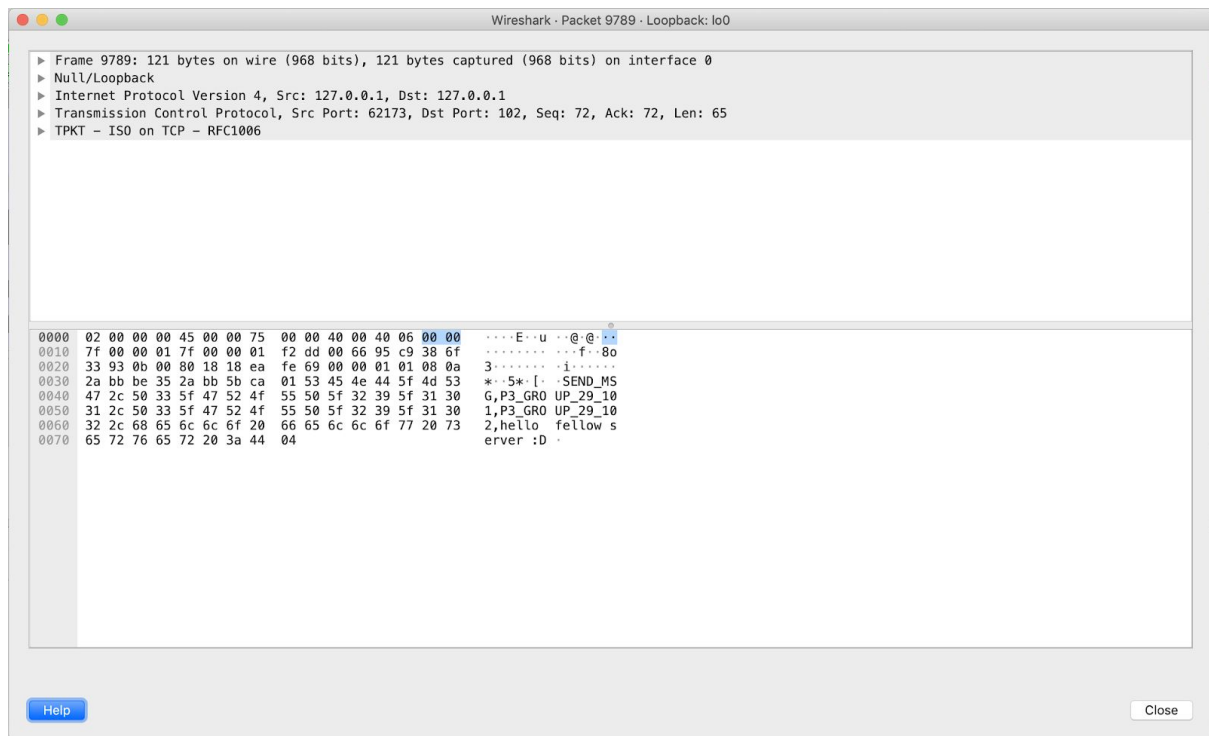 Wireshark · Packet 9789 · Loopback: lo0
Frame 9789: 121 bytes on wire (968 bits), 121 bytes captured (968 bits) on interface 0
Null/Loopback
Internet Protocol Version 4, Src: 127.0.0.1, Dst: 127.0.0.1
Transmission Control Protocol, Src Port: 62173, Dst Port: 102, Seq: 72, Ack: 72, Len: 65
TPKT – ISO on TCP – RFC1006
0000 02 00 00 00 45 00 00 75 00 00 40 00 40 06 00 00 ····E··u ··@·@···
0010 7f 00 00 01 7f 00 00 01 f2 dd 00 66 95 c9 38 6f ········ ···f··8o
0020 33 93 0b 00 80 18 18 ea fe 69 00 00 01 01 08 0a 3······· ·i······
0030 2a bb be 35 2a bb 5b ca 01 53 45 4e 44 5f 4d 53 *··5*·[· ·SEND_MS
0040 47 2c 50 33 5f 47 52 4f 55 50 5f 32 39 5f 31 30 G,P3_GRO UP_29_10
0050 31 2c 50 33 5f 47 52 4f 55 50 5f 32 39 5f 31 30 1,P3_GRO UP_29_10
0060 32 2c 68 65 6c 6c 6f 20 66 65 6c 6c 6f 77 20 73 2,hello fellow s
0070 65 72 76 65 72 20 3a 44 04 erver :D ·
Help
Close